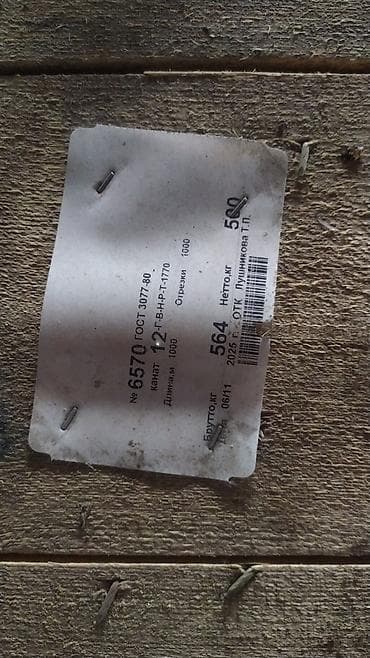 № 6570 ГОСТ 3077-80
канат 12-Г-В-Н-Р-Т-1770
Длина,м 1000 Отрезки 1000
Брутто,кг 564 Нетто,кг 500
Дата 06/11 2025 г. ОТК Лушникова Т.П.